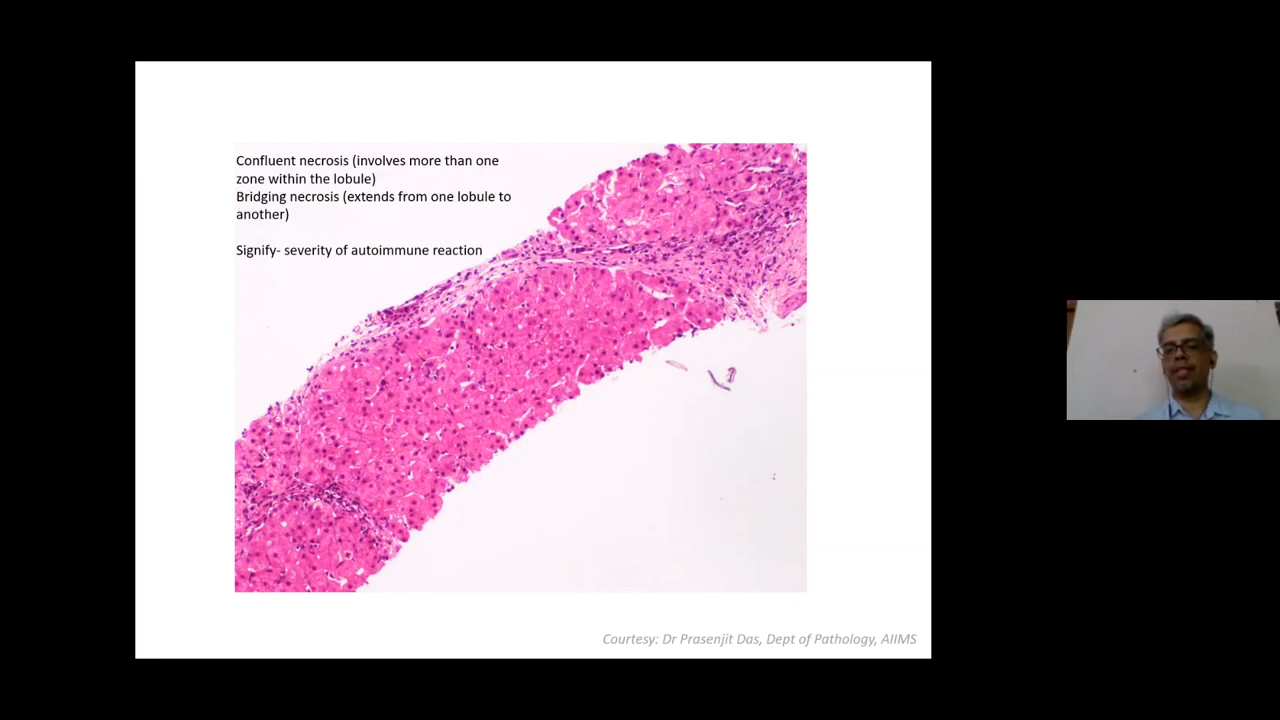 Confluent necrosis (involves more than one
zone within the lobule)
Bridging necrosis (extends from one lobule to
another)
Signify- severity of autoimmune reaction
Courtesy: Dr Prasenjit Das, Dept of Pathology, AIIMS